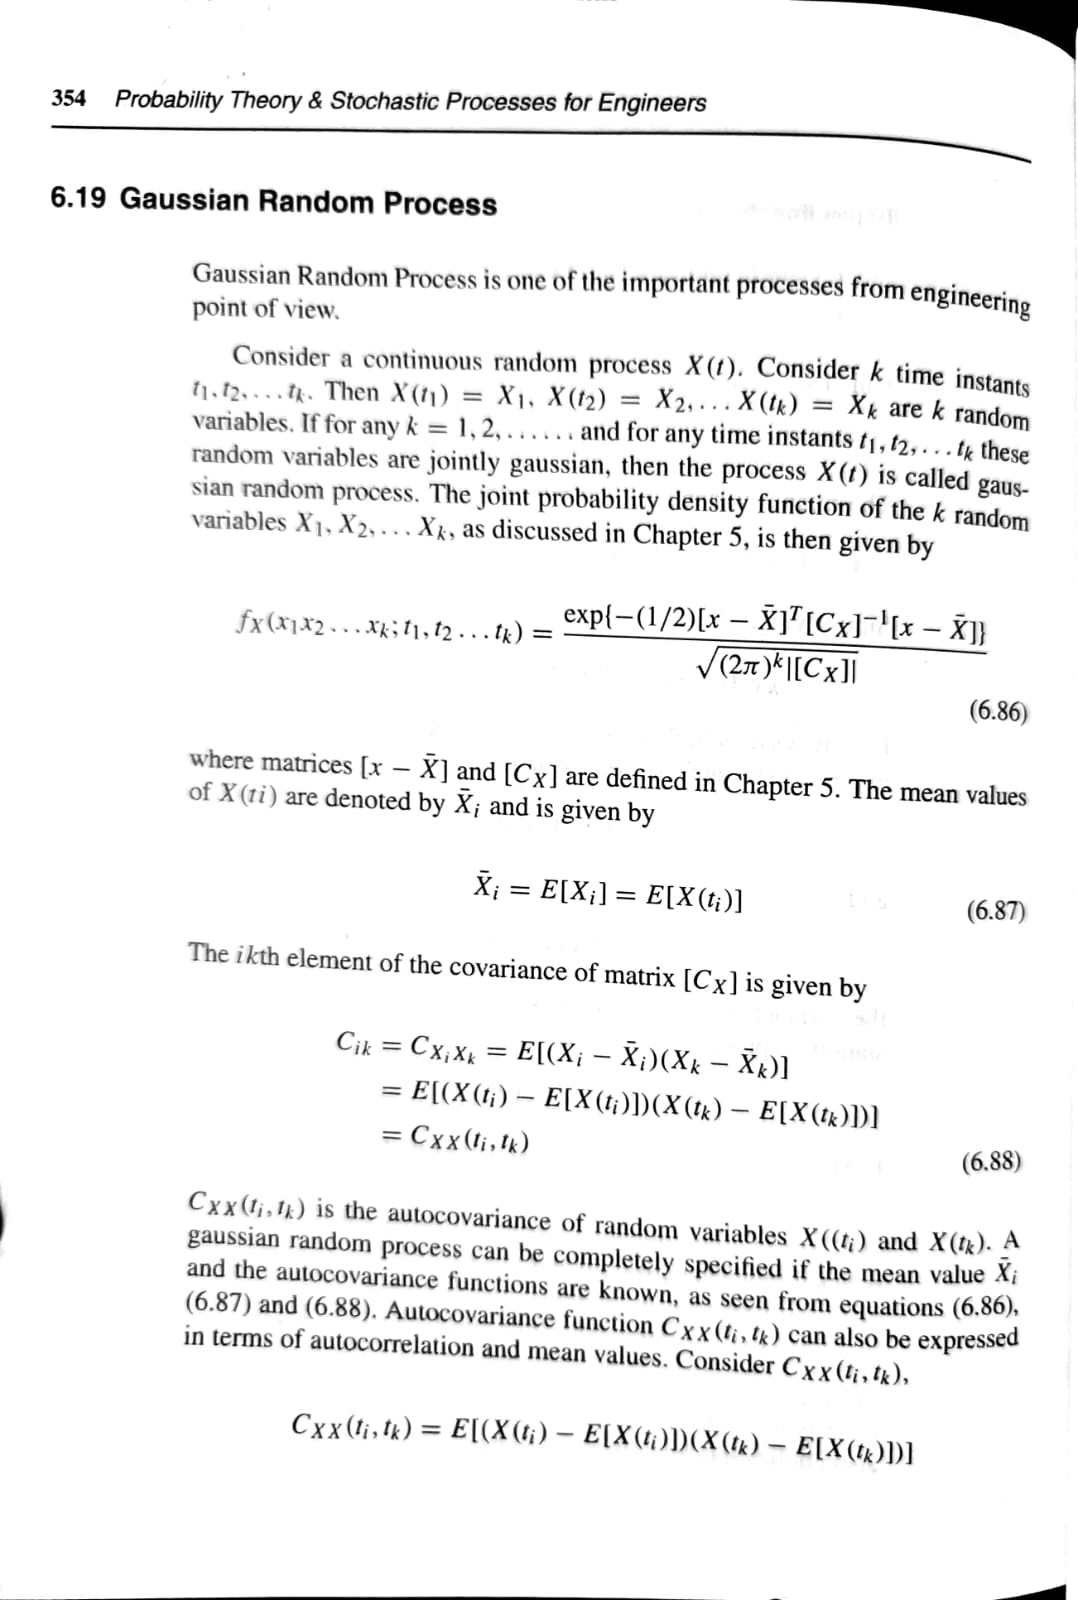 354 Probability Theory & Stochastic Processes for Engineers
6.19 Gaussian Random Process
Gaussian Random Process is one of the important processes from engineering
point of view.
Consider a continuous random process X(t). Consider k time instants
t₁, t₂, . . . tₖ. Then X(t₁) = X₁, X(t₂) = X₂, . . . X(tₖ) = Xₖ are k random
variables. If for any k = 1, 2, . . . . . . and for any time instants t₁, t₂, . . . tₖ these
random variables are jointly gaussian, then the process X(t) is called gaus-
sian random process. The joint probability density function of the k random
variables X₁, X₂, . . . Xₖ, as discussed in Chapter 5, is then given by
f_X(x₁x₂ . . . xₖ; t₁, t₂ . . . tₖ) = exp{−(1/2)[x − X̄]ᵀ[C_X]⁻¹[x − X̄]} / √(2π)ᵏ|[C_X]|
(6.86)
where matrices [x − X̄] and [C_X] are defined in Chapter 5. The mean values
of X(ti) are denoted by X̄ᵢ and is given by
X̄ᵢ = E[Xᵢ] = E[X(tᵢ)] (6.87)
The ikth element of the covariance of matrix [C_X] is given by
Cᵢₖ = C_XᵢXₖ = E[(Xᵢ − X̄ᵢ)(Xₖ − X̄ₖ)]
= E[(X(tᵢ) − E[X(tᵢ)])(X(tₖ) − E[X(tₖ)])]
= C_XX(tᵢ, tₖ) (6.88)
C_XX(tᵢ, tₖ) is the autocovariance of random variables X((tᵢ) and X(tₖ). A
gaussian random process can be completely specified if the mean value X̄ᵢ
and the autocovariance functions are known, as seen from equations (6.86),
(6.87) and (6.88). Autocovariance function C_XX(tᵢ, tₖ) can also be expressed
in terms of autocorrelation and mean values. Consider C_XX(tᵢ, tₖ),
C_XX(tᵢ, tₖ) = E[(X(tᵢ) − E[X(tᵢ)])(X(tₖ) − E[X(tₖ)])]